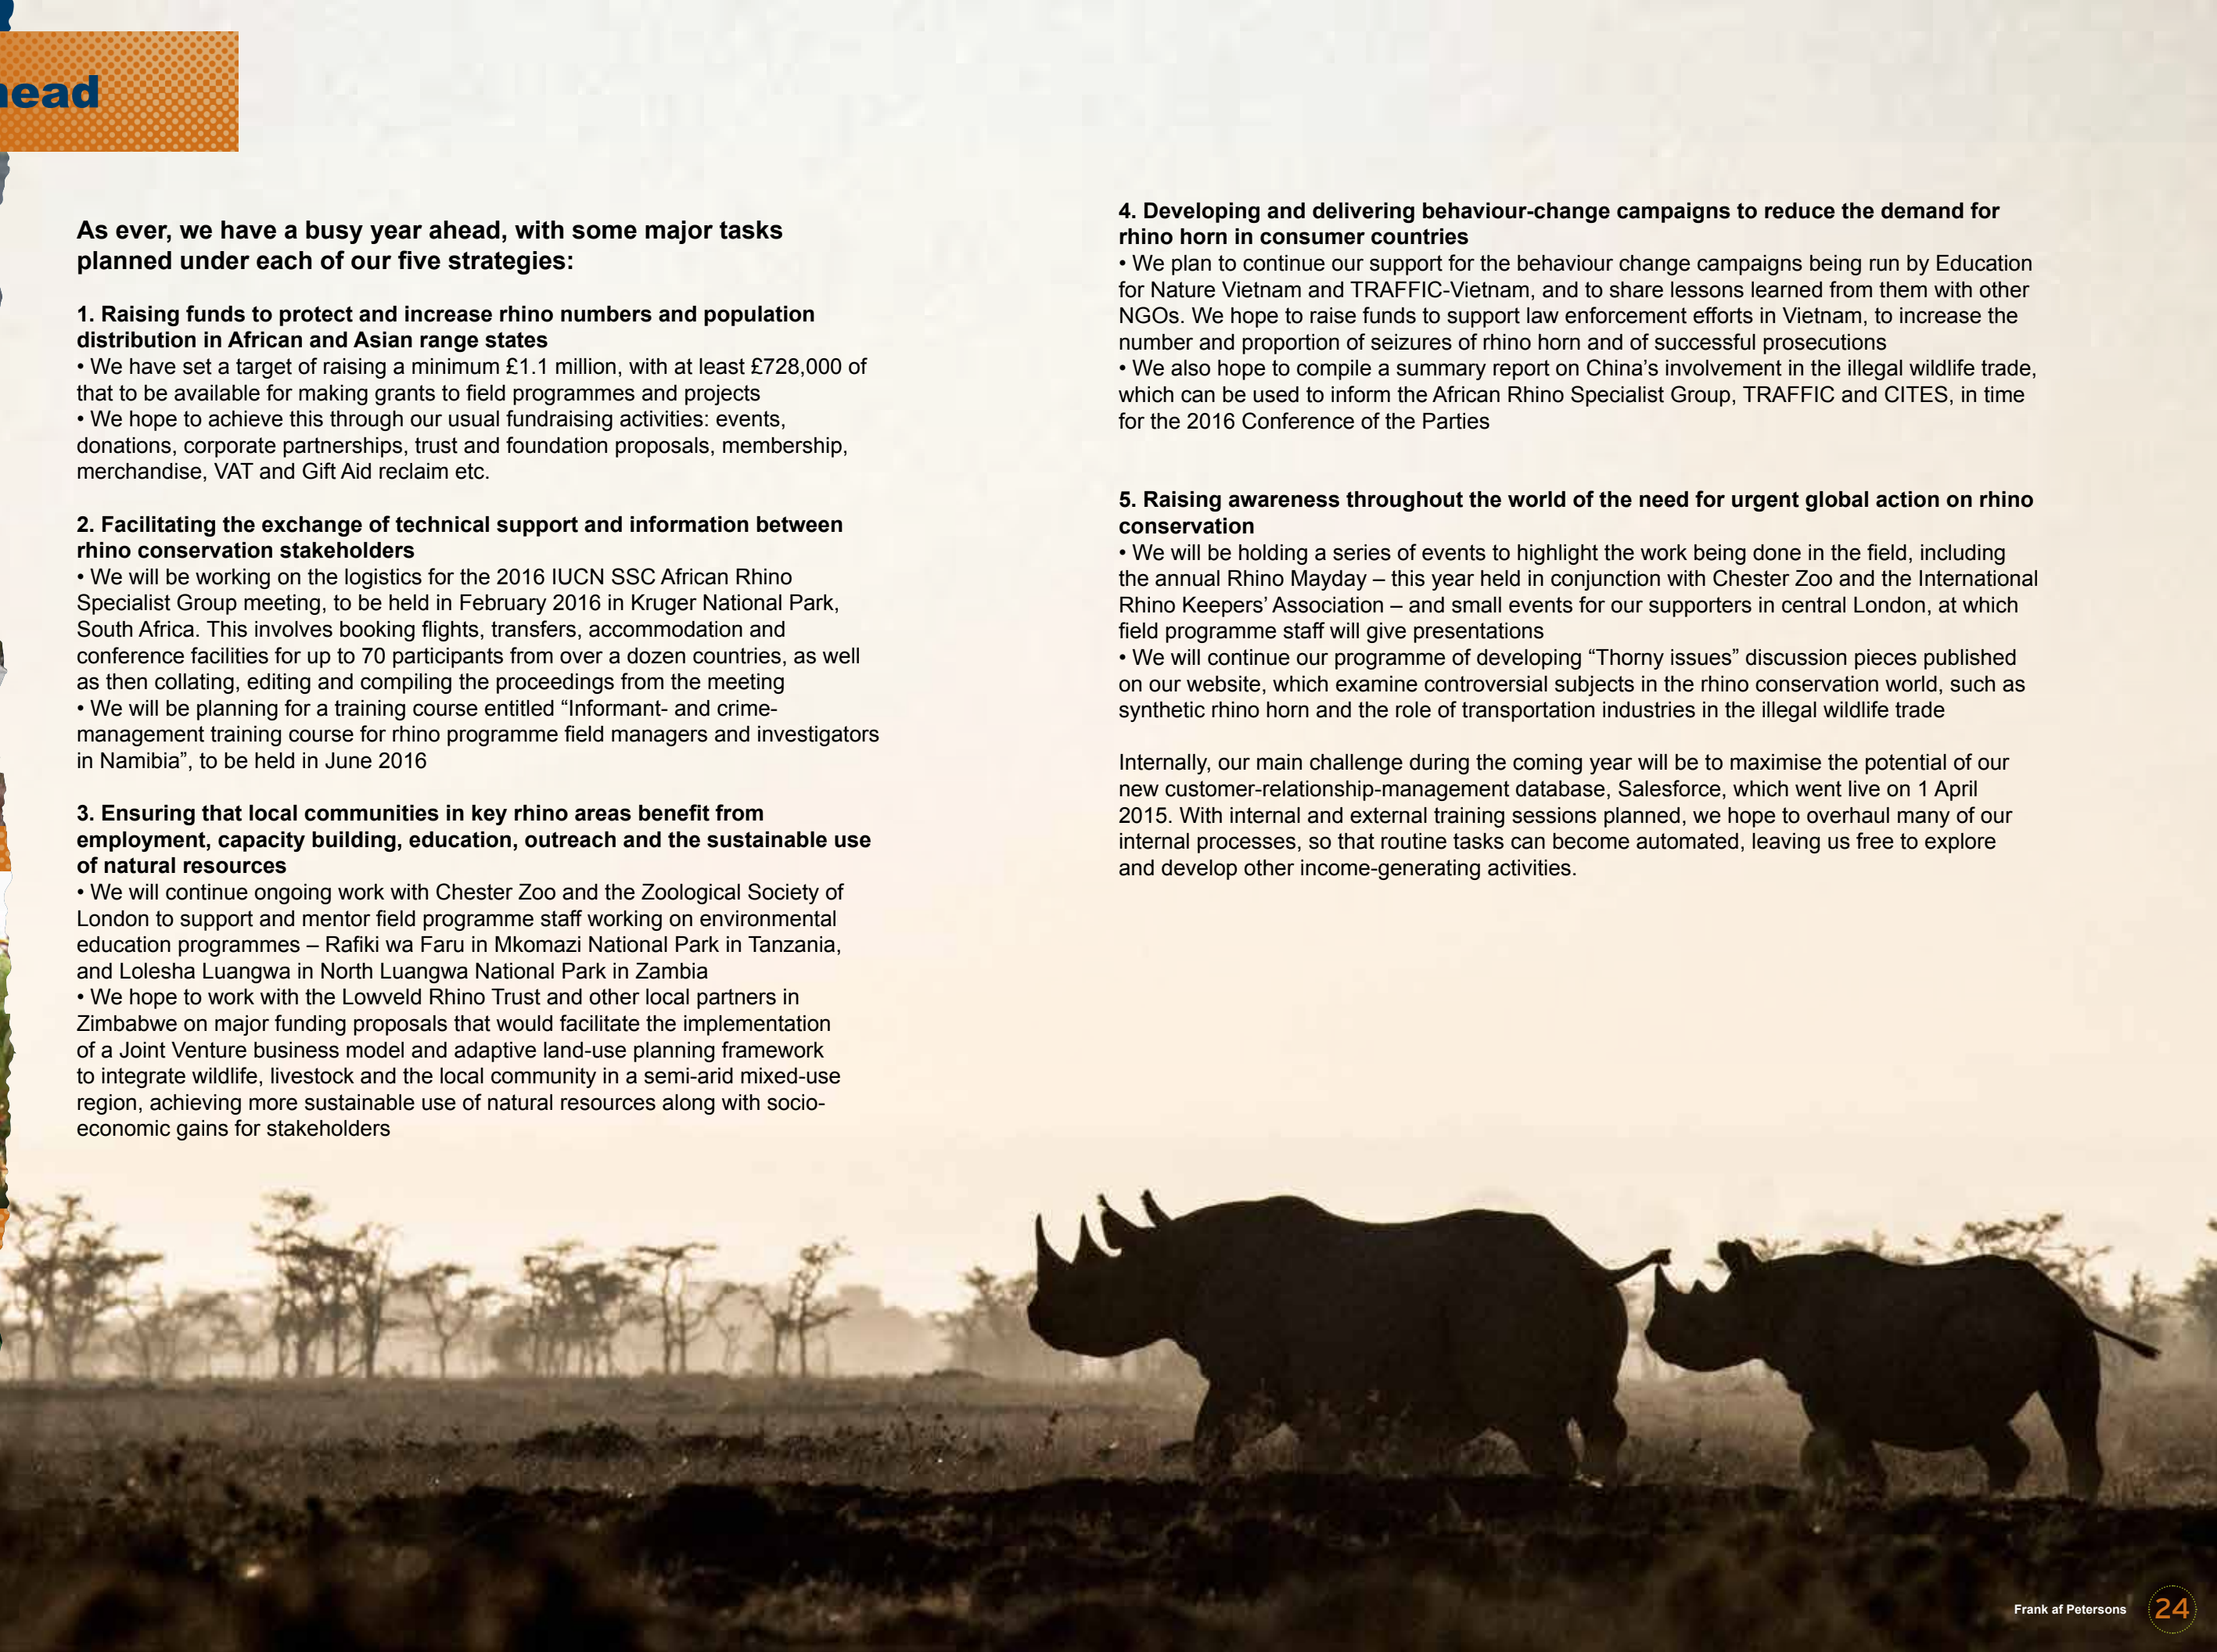 head
As ever, we have a busy year ahead, with some major tasks
planned under each of our five strategies:
1. Raising funds to protect and increase rhino numbers and population
distribution in African and Asian range states
• We have set a target of raising a minimum £1.1 million, with at least £728,000 of
that to be available for making grants to field programmes and projects
• We hope to achieve this through our usual fundraising activities: events,
donations, corporate partnerships, trust and foundation proposals, membership,
merchandise, VAT and Gift Aid reclaim etc.
2. Facilitating the exchange of technical support and information between
rhino conservation stakeholders
• We will be working on the logistics for the 2016 IUCN SSC African Rhino
Specialist Group meeting, to be held in February 2016 in Kruger National Park,
South Africa. This involves booking flights, transfers, accommodation and
conference facilities for up to 70 participants from over a dozen countries, as well
as then collating, editing and compiling the proceedings from the meeting
• We will be planning for a training course entitled “Informant- and crime-
management training course for rhino programme field managers and investigators
in Namibia”, to be held in June 2016
3. Ensuring that local communities in key rhino areas benefit from
employment, capacity building, education, outreach and the sustainable use
of natural resources
• We will continue ongoing work with Chester Zoo and the Zoological Society of
London to support and mentor field programme staff working on environmental
education programmes – Rafiki wa Faru in Mkomazi National Park in Tanzania,
and Lolesha Luangwa in North Luangwa National Park in Zambia
• We hope to work with the Lowveld Rhino Trust and other local partners in
Zimbabwe on major funding proposals that would facilitate the implementation
of a Joint Venture business model and adaptive land-use planning framework
to integrate wildlife, livestock and the local community in a semi-arid mixed-use
region, achieving more sustainable use of natural resources along with socio-
economic gains for stakeholders
4. Developing and delivering behaviour-change campaigns to reduce the demand for
rhino horn in consumer countries
• We plan to continue our support for the behaviour change campaigns being run by Education
for Nature Vietnam and TRAFFIC-Vietnam, and to share lessons learned from them with other
NGOs. We hope to raise funds to support law enforcement efforts in Vietnam, to increase the
number and proportion of seizures of rhino horn and of successful prosecutions
• We also hope to compile a summary report on China’s involvement in the illegal wildlife trade,
which can be used to inform the African Rhino Specialist Group, TRAFFIC and CITES, in time
for the 2016 Conference of the Parties
5. Raising awareness throughout the world of the need for urgent global action on rhino
conservation
• We will be holding a series of events to highlight the work being done in the field, including
the annual Rhino Mayday – this year held in conjunction with Chester Zoo and the International
Rhino Keepers’ Association – and small events for our supporters in central London, at which
field programme staff will give presentations
• We will continue our programme of developing “Thorny issues” discussion pieces published
on our website, which examine controversial subjects in the rhino conservation world, such as
synthetic rhino horn and the role of transportation industries in the illegal wildlife trade
Internally, our main challenge during the coming year will be to maximise the potential of our
new customer-relationship-management database, Salesforce, which went live on 1 April
2015. With internal and external training sessions planned, we hope to overhaul many of our
internal processes, so that routine tasks can become automated, leaving us free to explore
and develop other income-generating activities.
Frank af Petersons
24